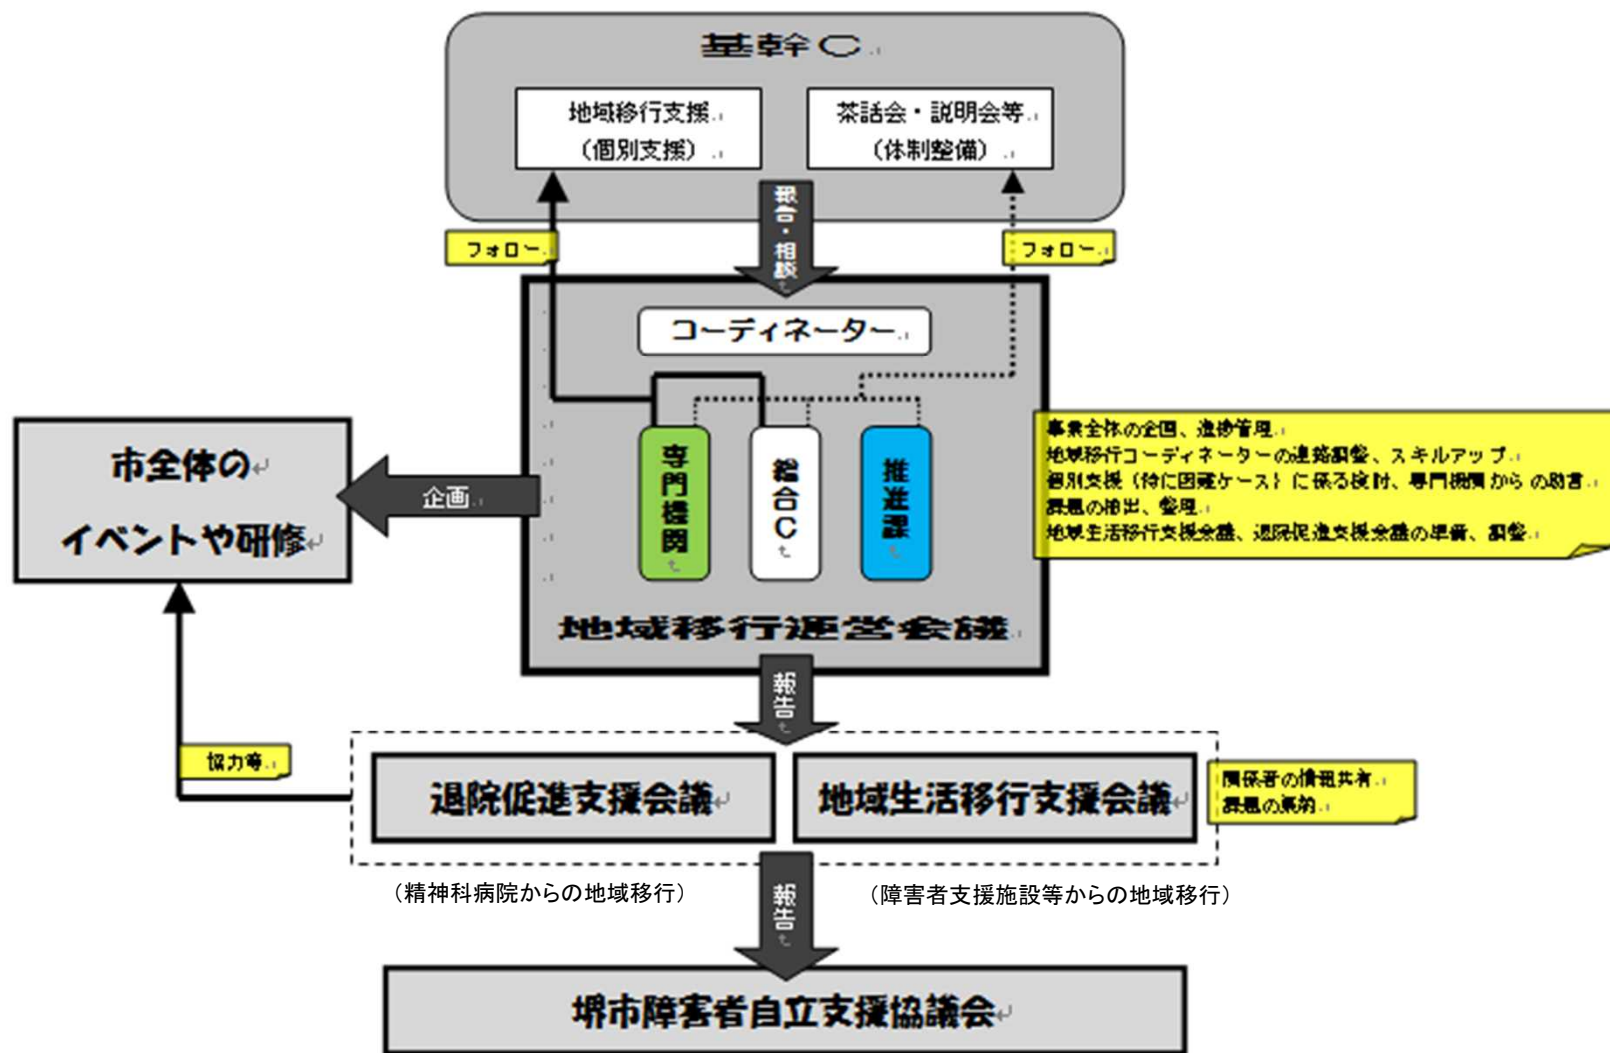 基幹C
地域移行支援
（個別支援）
茶話会・説明会等
（体制整備）
報告・相談
フォロー
フォロー
コーディネーター
専門機関
総合C
推進課
地域移行運営会議
市全体の
イベントや研修
企画
事業全体の企画、進捗管理
地域移行コーディネーターの連絡調整、スキルアップ
個別支援（特に困難ケース）に係る検討、専門機関からの助言
課題の抽出、整理
地域生活移行支援会議、退院促進支援会議の準備、調整
報告
協力等
退院促進支援会議
地域生活移行支援会議
関係者の情報共有
課題の集約
（精神科病院からの地域移行）
（障害者支援施設等からの地域移行）
報告
堺市障害者自立支援協議会